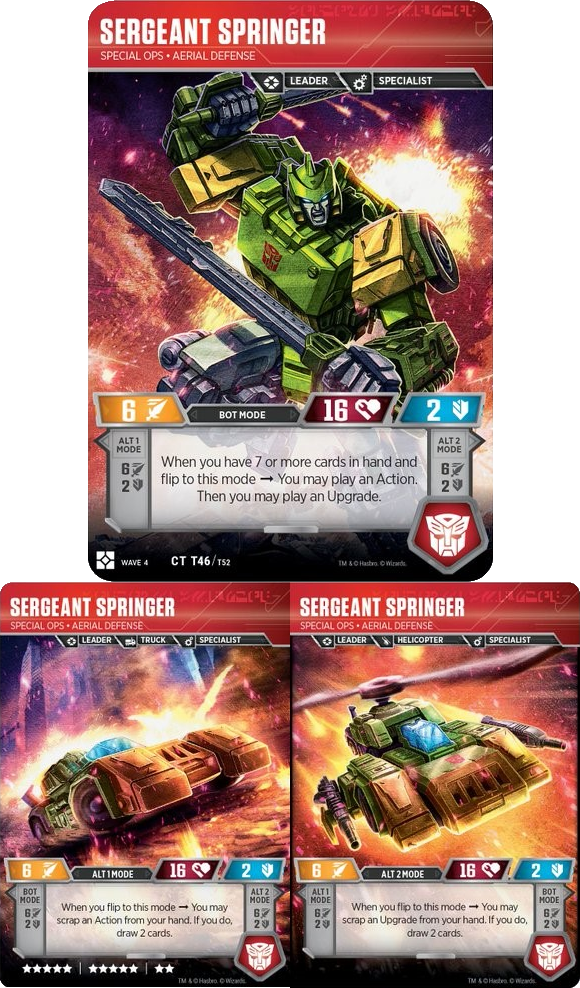 SERGEANT SPRINGER
SPECIAL OPS • AERIAL DEFENSE
LEADER SPECIALIST
6 BOT MODE 16 2
ALT 1 MODE
6
2
When you have 7 or more cards in hand and
flip to this mode → You may play an Action.
Then you may play an Upgrade.
ALT 2 MODE
6
2
WAVE 4 CT T46/T52
TM & © Hasbro. © Wizards.
SERGEANT SPRINGER
SPECIAL OPS • AERIAL DEFENSE
LEADER TRUCK SPECIALIST
6 ALT 1 MODE 16 2
BOT MODE
6
2
When you flip to this mode → You may
scrap an Action from your hand. If you do,
draw 2 cards.
ALT 2 MODE
6
2
★★★★★ | ★★★★★ | ★★
TM & © Hasbro. © Wizards.
SERGEANT SPRINGER
SPECIAL OPS • AERIAL DEFENSE
LEADER HELICOPTER SPECIALIST
6 ALT 2 MODE 16 2
ALT 1 MODE
6
2
When you flip to this mode → You may
scrap an Upgrade from your hand. If you do,
draw 2 cards.
BOT MODE
6
2
TM & © Hasbro. © Wizards.